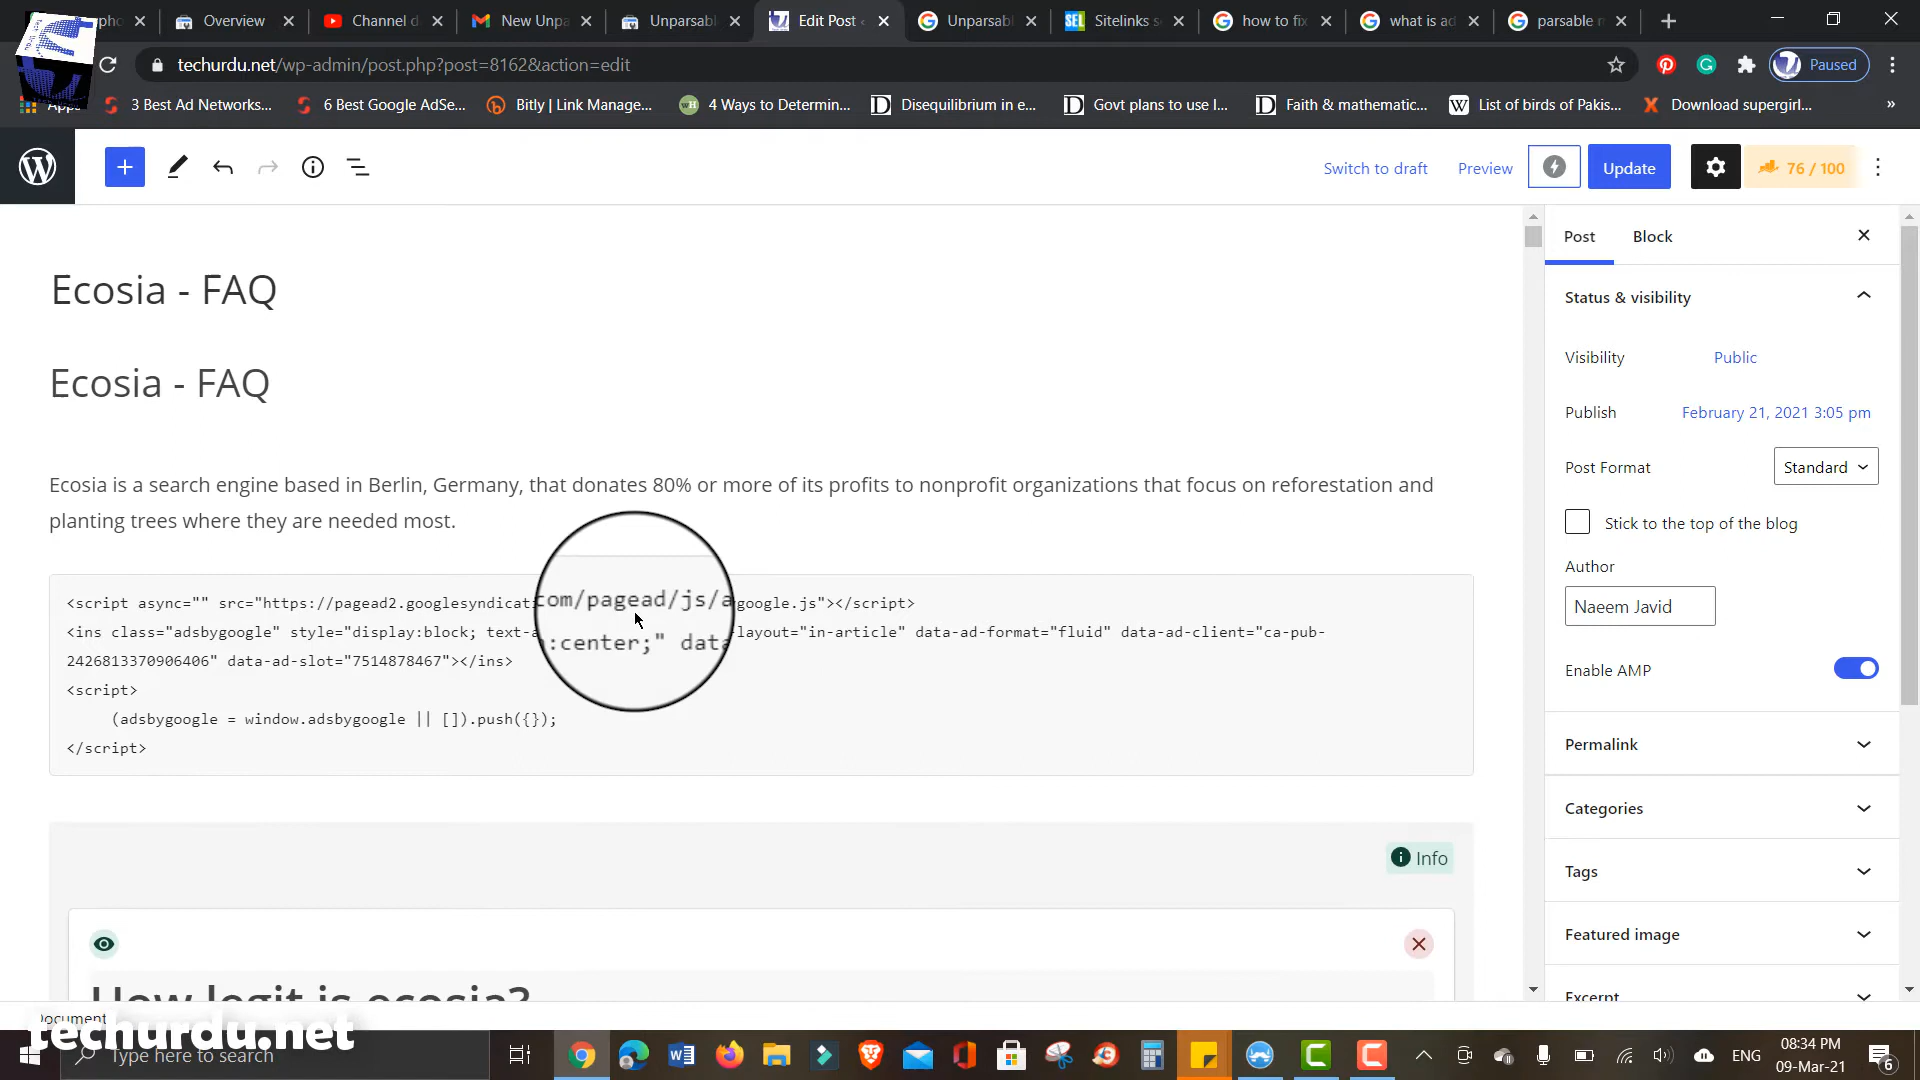 Overview
Channel d
New Unpa
Unparsabl
Edit Post
Unparsabl
Sitelinks s
how to fix
what is ad
parsable m
techurdu.net/wp-admin/post.php?post=8162&action=edit
Paused
3 Best Ad Networks...
6 Best Google AdSe...
Bitly | Link Manage...
4 Ways to Determin...
Disequilibrium in e...
Govt plans to use I...
Faith & mathematic...
List of birds of Pakis...
Download supergirl...
»
Switch to draft
Preview
Update
76 / 100
Ecosia - FAQ
Ecosia - FAQ
Ecosia is a search engine based in Berlin, Germany, that donates 80% or more of its profits to nonprofit organizations that focus on reforestation and
planting trees where they are needed most.
<script async="" src="https://pagead2.googlesyndicati com/pagead/js/a google.js"></script>
<ins class="adsbygoogle" style="display:block; text-a :center;" data layout="in-article" data-ad-format="fluid" data-ad-client="ca-pub-
2426813370906406" data-ad-slot="7514878467"></ins>
<script>
(adsbygoogle = window.adsbygoogle || []).push({});
</script>
Info
How legit is ecosia?
Document
techurdu.net
Post
Block
Status & visibility
Visibility
Public
Publish
February 21, 2021 3:05 pm
Post Format
Standard
Stick to the top of the blog
Author
Naeem Javid
Enable AMP
Permalink
Categories
Tags
Featured image
Excerpt
Type here to search
ENG
08:34 PM
09-Mar-21
6